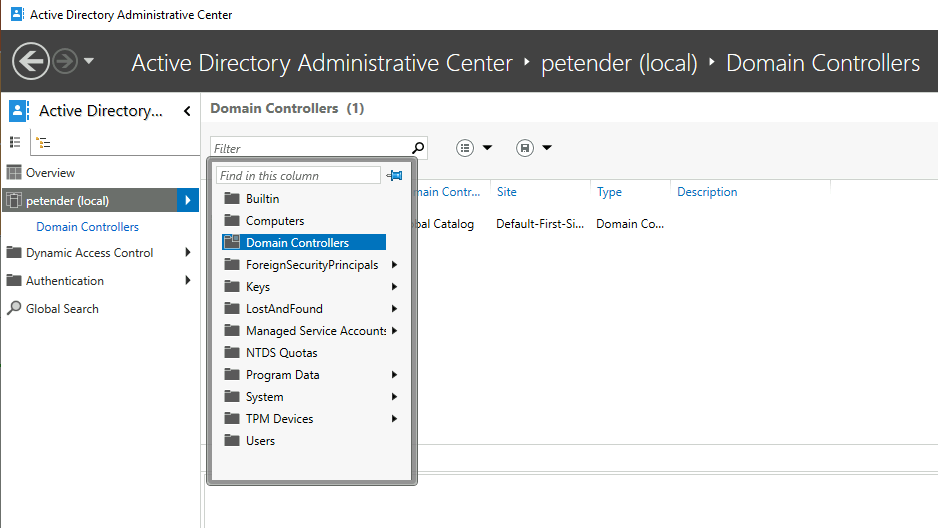 Active Directory Administrative Center
Active Directory Administrative Center • petender (local) • Domain Controllers
Active Directory...
Domain Controllers (1)
Filter
Overview
petender (local)
Domain Controllers
Dynamic Access Control
Authentication
Global Search
Find in this column
Builtin
Computers
Domain Controllers
ForeignSecurityPrincipals
Keys
LostAndFound
Managed Service Accounts
NTDS Quotas
Program Data
System
TPM Devices
Users
main Contr... Site Type Description
bal Catalog Default-First-Si... Domain Co...